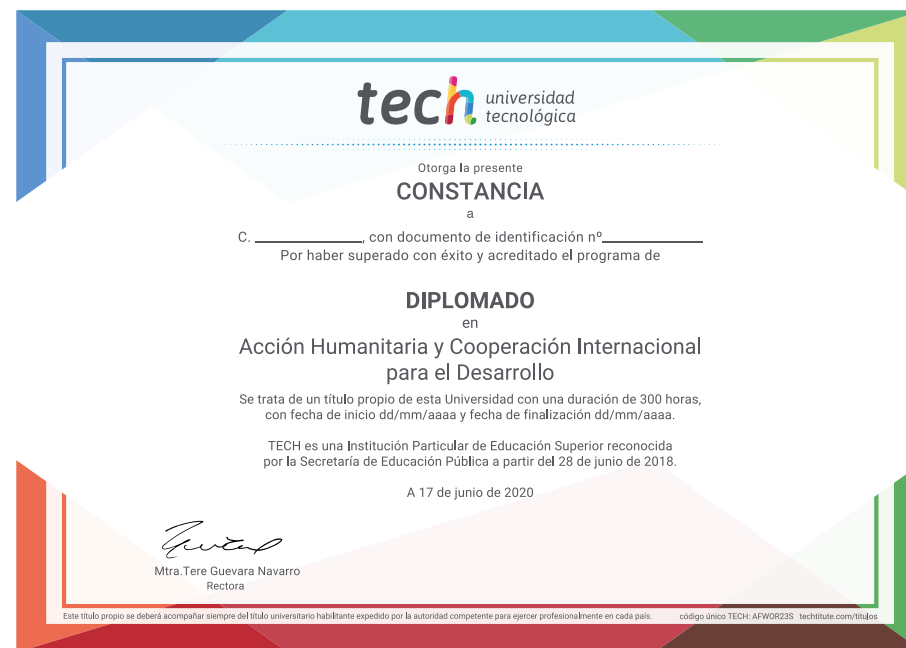 tech universidad
tecnológica
Otorga la presente
CONSTANCIA
a
C. ____________, con documento de identificación nº____________
Por haber superado con éxito y acreditado el programa de
DIPLOMADO
en
Acción Humanitaria y Cooperación Internacional
para el Desarrollo
Se trata de un título propio de esta Universidad con una duración de 300 horas,
con fecha de inicio dd/mm/aaaa y fecha de finalización dd/mm/aaaa.
TECH es una Institución Particular de Educación Superior reconocida
por la Secretaría de Educación Pública a partir del 28 de junio de 2018.
A 17 de junio de 2020
Mtra.Tere Guevara Navarro
Rectora
Este título propio se deberá acompañar siempre del título universitario habilitante expedido por la autoridad competente para ejercer profesionalmente en cada país. código único TECH: AFWOR23S techtitute.com/titulos